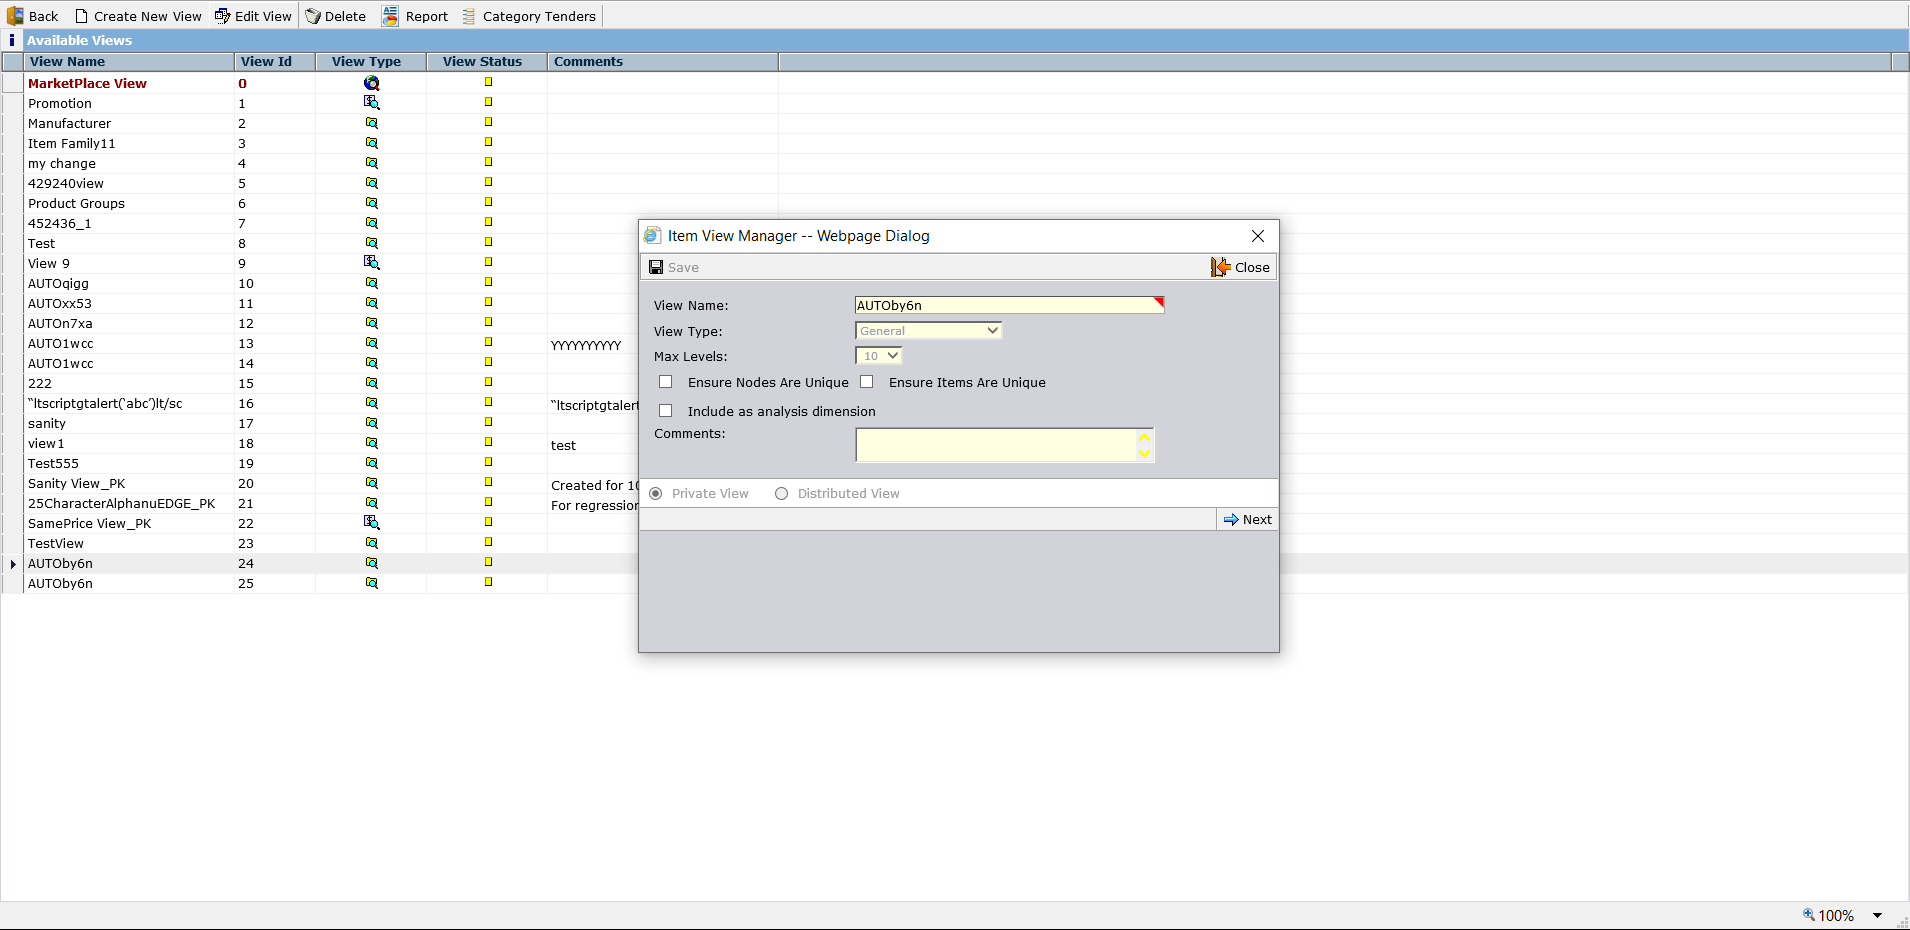 Back Create New View Edit View Delete Report Category Tenders
i Available Views
View Name View Id View Type View Status Comments
MarketPlace View 0
Promotion 1
Manufacturer 2
Item Family11 3
my change 4
429240view 5
Product Groups 6
452436_1 7
Test 8
View 9 9
AUTOqigg 10
AUTOxx53 11
AUTOn7xa 12
AUTO1wcc 13 YYYYYYYYYY
AUTO1wcc 14
222 15
“ltscriptgtalert(‘abc’)lt/sc 16 “ltscriptgtalert
sanity 17
view1 18 test
Test555 19
Sanity View_PK 20 Created for 10
25CharacterAlphanuEDGE_PK 21 For regression
SamePrice View_PK 22
TestView 23
AUTOby6n 24
AUTOby6n 25
Item View Manager -- Webpage Dialog
Save Close
View Name: AUTOby6n
View Type: General
Max Levels: 10
Ensure Nodes Are Unique Ensure Items Are Unique
Include as analysis dimension
Comments:
Private View Distributed View
Next
100%